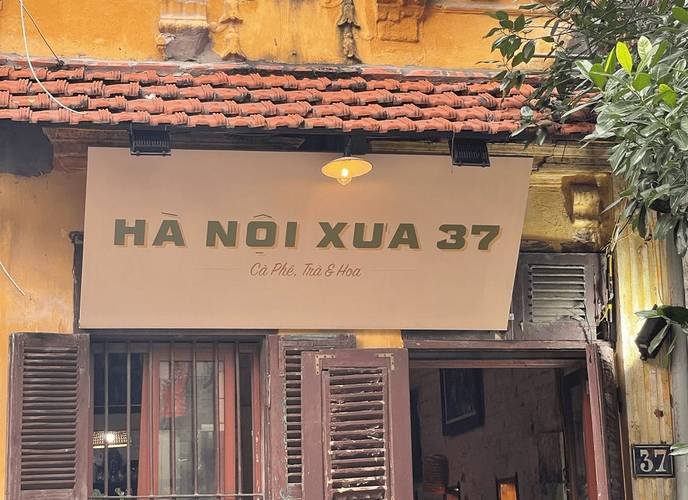 HÀ NỘI XƯA 37
Cà Phê, Trà & Hoa
37